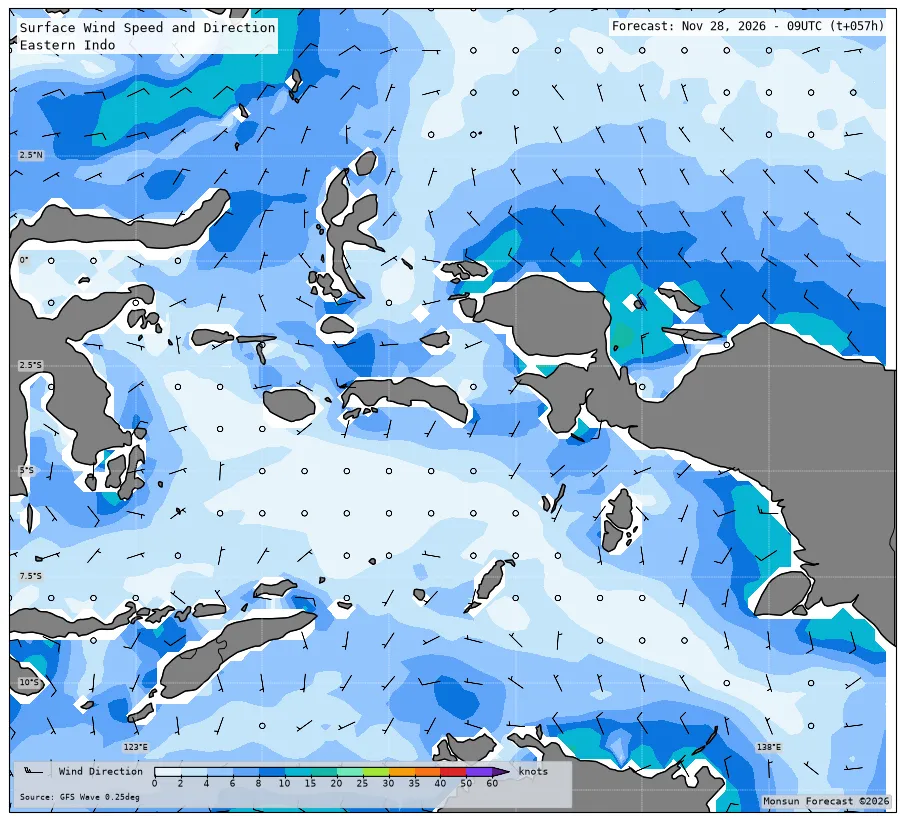 Surface Wind Speed and Direction
Eastern Indo
Forecast: Nov 28, 2026 - 09UTC (t+057h)
2.5°N
0°
2.5°S
5°S
7.5°S
10°S
123°E
138°E
Wind Direction
knots
0 2 4 6 8 10 15 20 25 30 35 40 50 60
Source: GFS Wave 0.25deg
Monsun Forecast ©2026